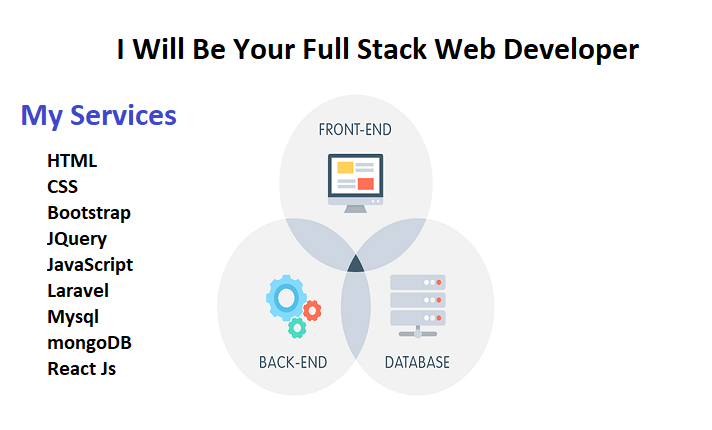 I Will Be Your Full Stack Web Developer
My Services
HTML
CSS
Bootstrap
JQuery
JavaScript
Laravel
Mysql
mongoDB
React Js
FRONT-END
BACK-END
DATABASE